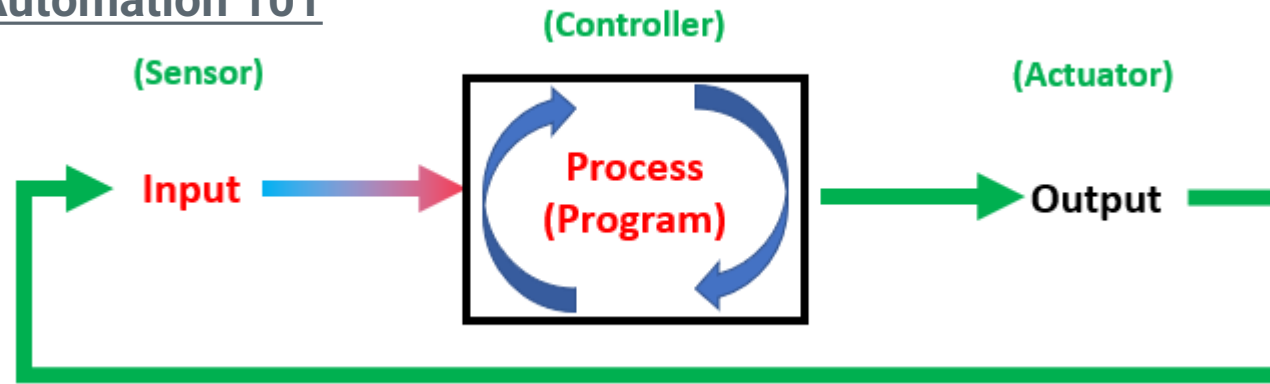 Automation 101
(Controller)
(Sensor)
(Actuator)
Input
Process
(Program)
Output